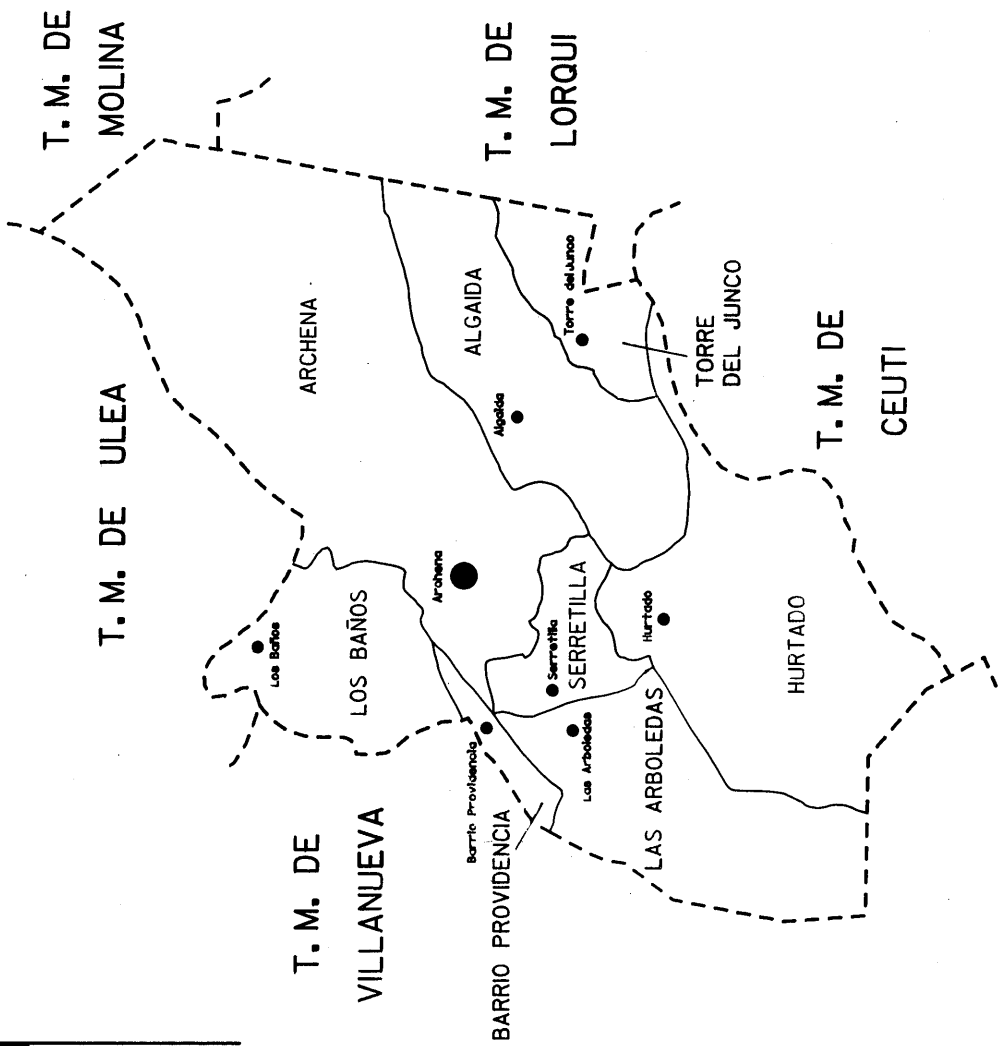 T. M. DE
MOLINA
T. M. DE ULEA
Los Baños
T. M. DE
VILLANUEVA
ARCHENA
LOS BAÑOS
Archena
ALGAIDA
Barrio Providencia
BARRIO PROVIDENCIA
T. M. DE
LORQUI
Algaida
Serretilla
SERRETILLA
Torre del Junco
Las Arboledas
Hurtado
LAS ARBOLEDAS
TORRE
DEL JUNCO
HURTADO
T. M. DE
CEUTI